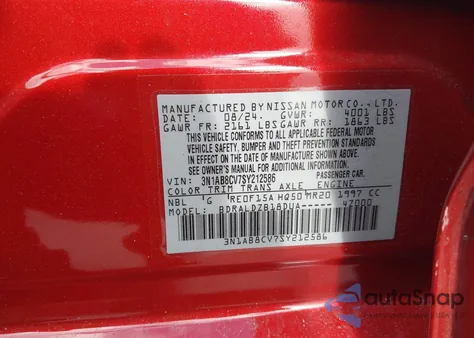 MANUFACTURED BY NISSAN MOTOR CO., LTD.
DATE: 08/24. GVWR: 4001 LBS
GAWR FR: 2161 LBS GAWR RR: 1863 LBS
THIS VEHICLE CONFORMS TO ALL APPLICABLE FEDERAL MOTOR
VEHICLE SAFETY, BUMPER, AND THEFT PREVENTION STANDARDS
IN EFFECT ON THE DATE OF MANUFACTURE SHOWN ABOVE.
SEE OWNER'S MANUAL FOR ADDITIONAL INFORMATION.
VIN: 3N1AB8CV7SY212586 PASSENGER CAR.
COLOR TRIM TRANS AXLE ENGINE
NBL G RE0F15A HQ50 MR20 1997 CC
MODEL: BDRALDZB18DUA----- 47000
3N1AB8CV7SY212586
autoSnap